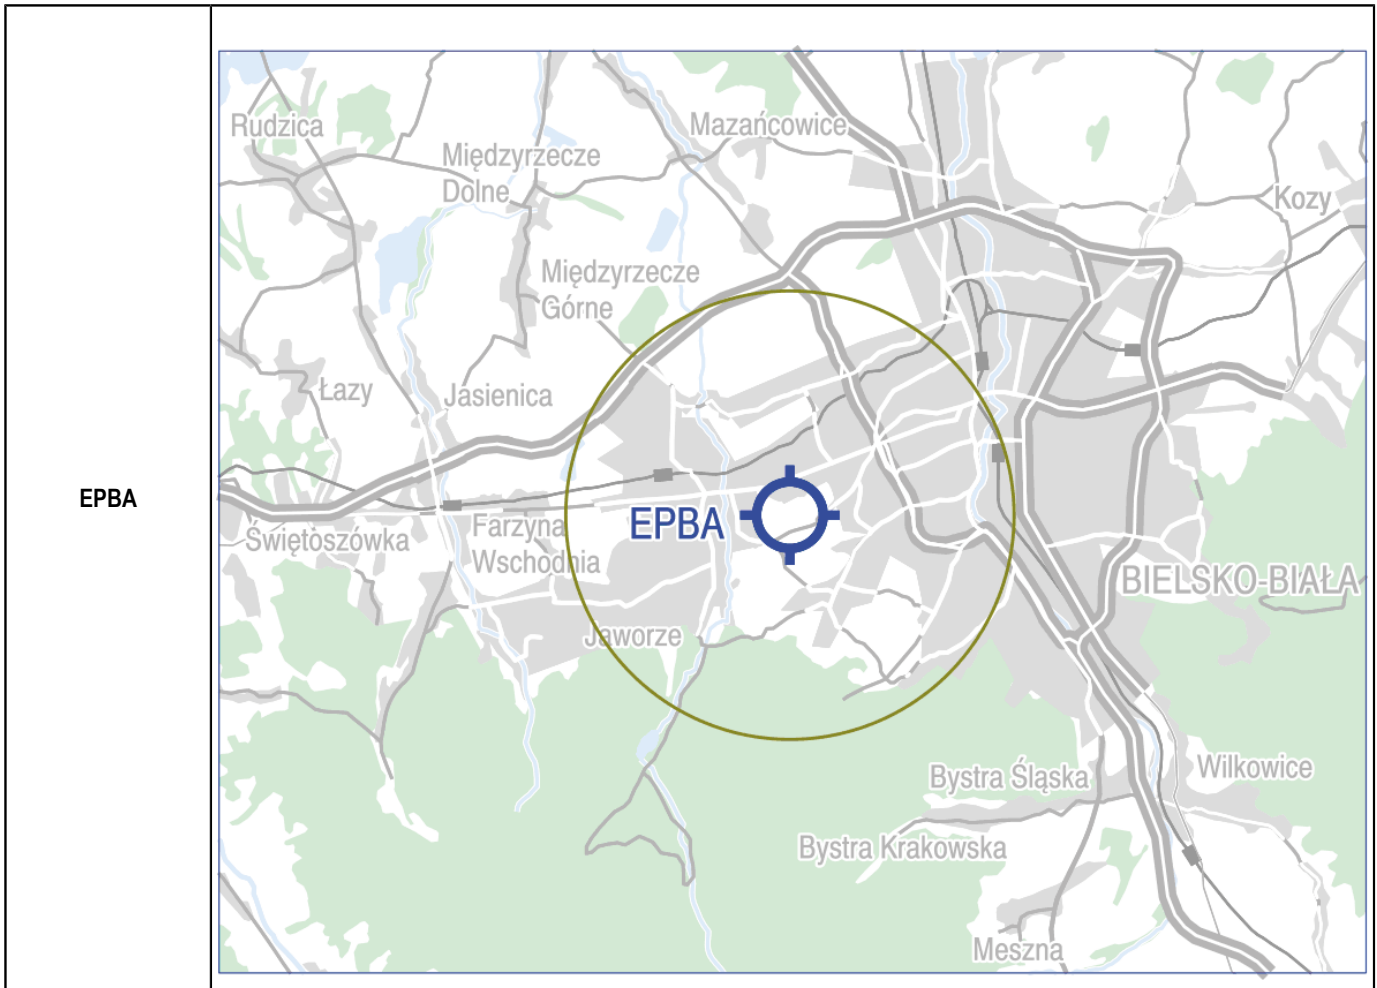 EPBA
Rudzica
Mazańcowice
Międzyrzecze
Dolne
Kozy
Międzyrzecze
Górne
Łazy
Jasienica
EPBA
Świętoszówka
Farzyna
Wschodnia
BIELSKO-BIAŁA
Jaworze
Bystra Śląska
Wilkowice
Bystra Krakowska
Meszna